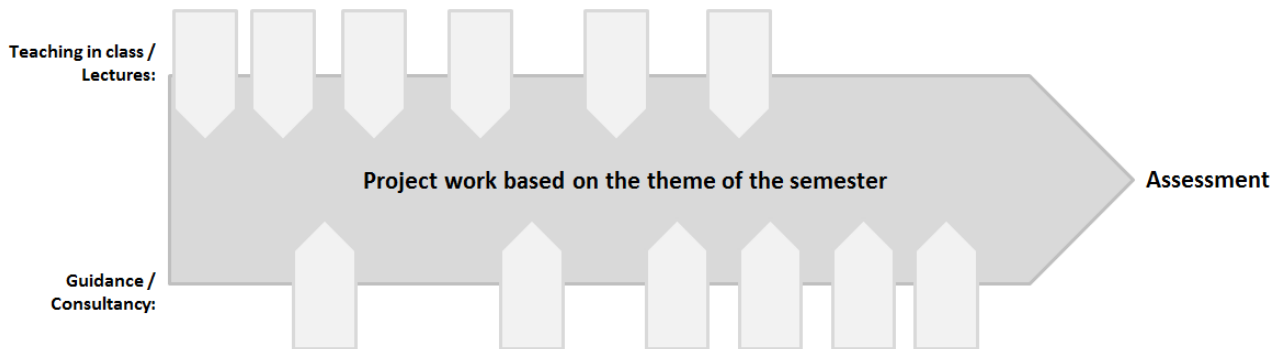 Teaching in class /
Lectures:
Project work based on the theme of the semester
Assessment
Guidance /
Consultancy: